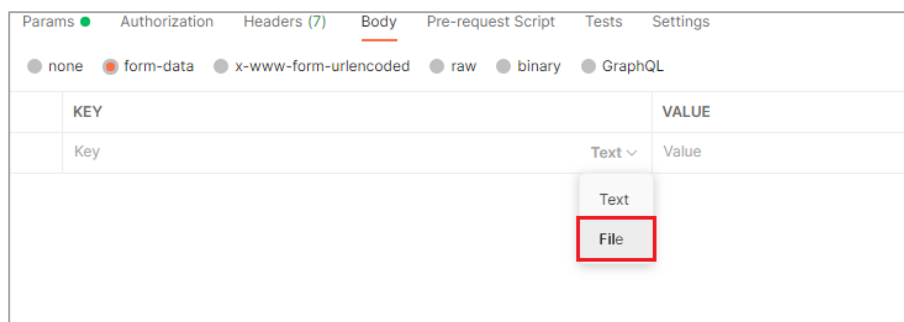 Params Authorization Headers (7) Body Pre-request Script Tests Settings
none form-data x-www-form-urlencoded raw binary GraphQL
KEY VALUE
Key Text Value
Text
File